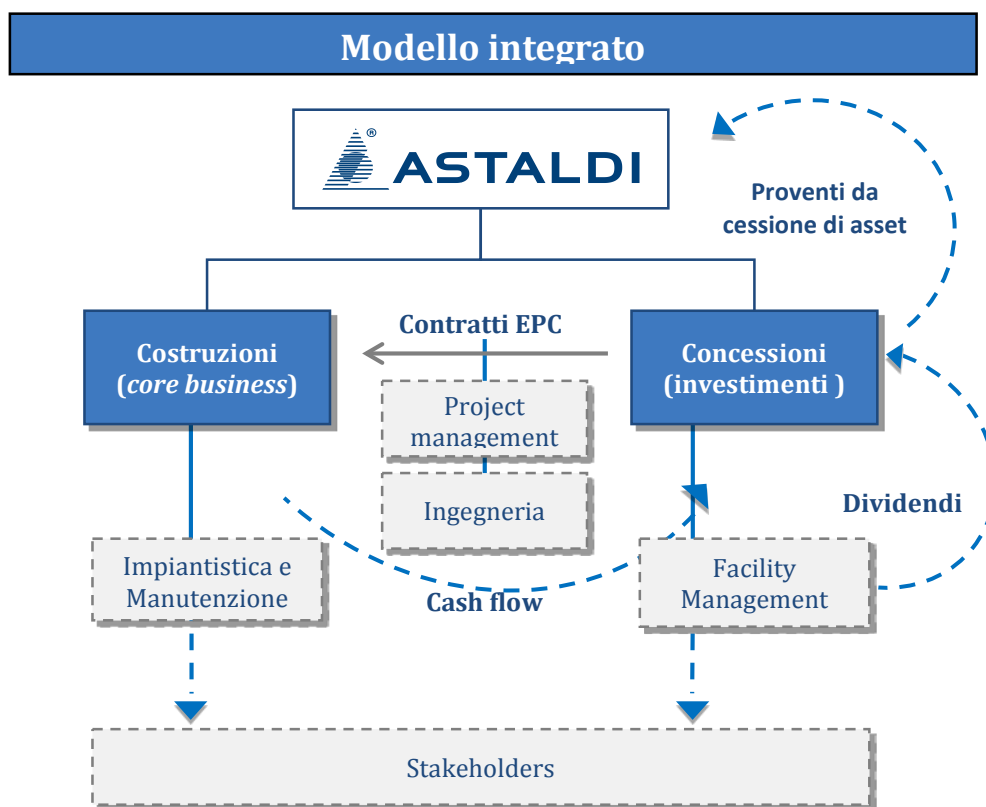 Modello integrato
®
ASTALDI
Proventi da
cessione di asset
Contratti EPC
Costruzioni
(core business)
Concessioni
(investimenti )
Project
management
Ingegneria
Dividendi
Impiantistica e
Manutenzione
Cash flow
Facility
Management
Stakeholders